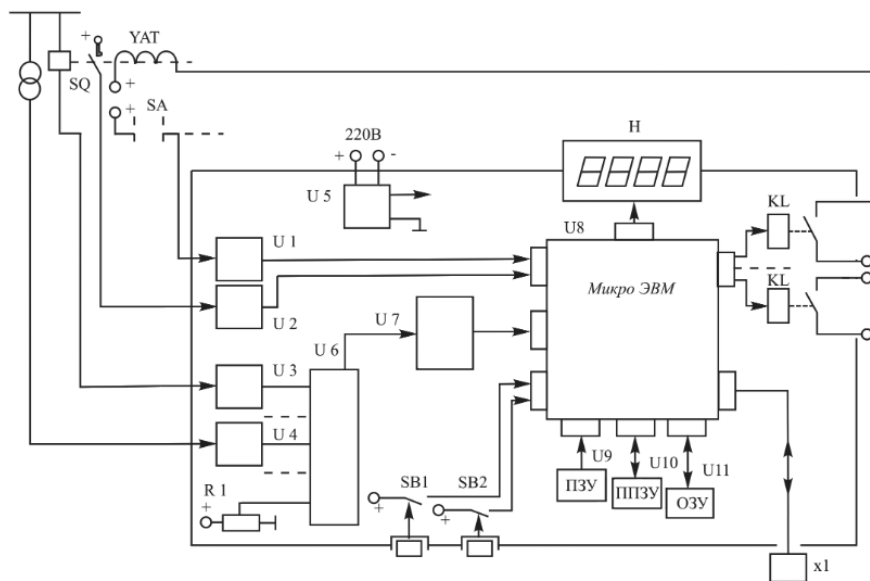 +
YAT
SQ
+
+
SA
220В
+ -
H
U 5
U 1
U8
KL
Микро ЭВМ
U 2
U 7
KL
U 6
U 3
U 4
SB1
SB2
U9
U10
U11
R 1
+
+
+
ПЗУ
ППЗУ
ОЗУ
x1